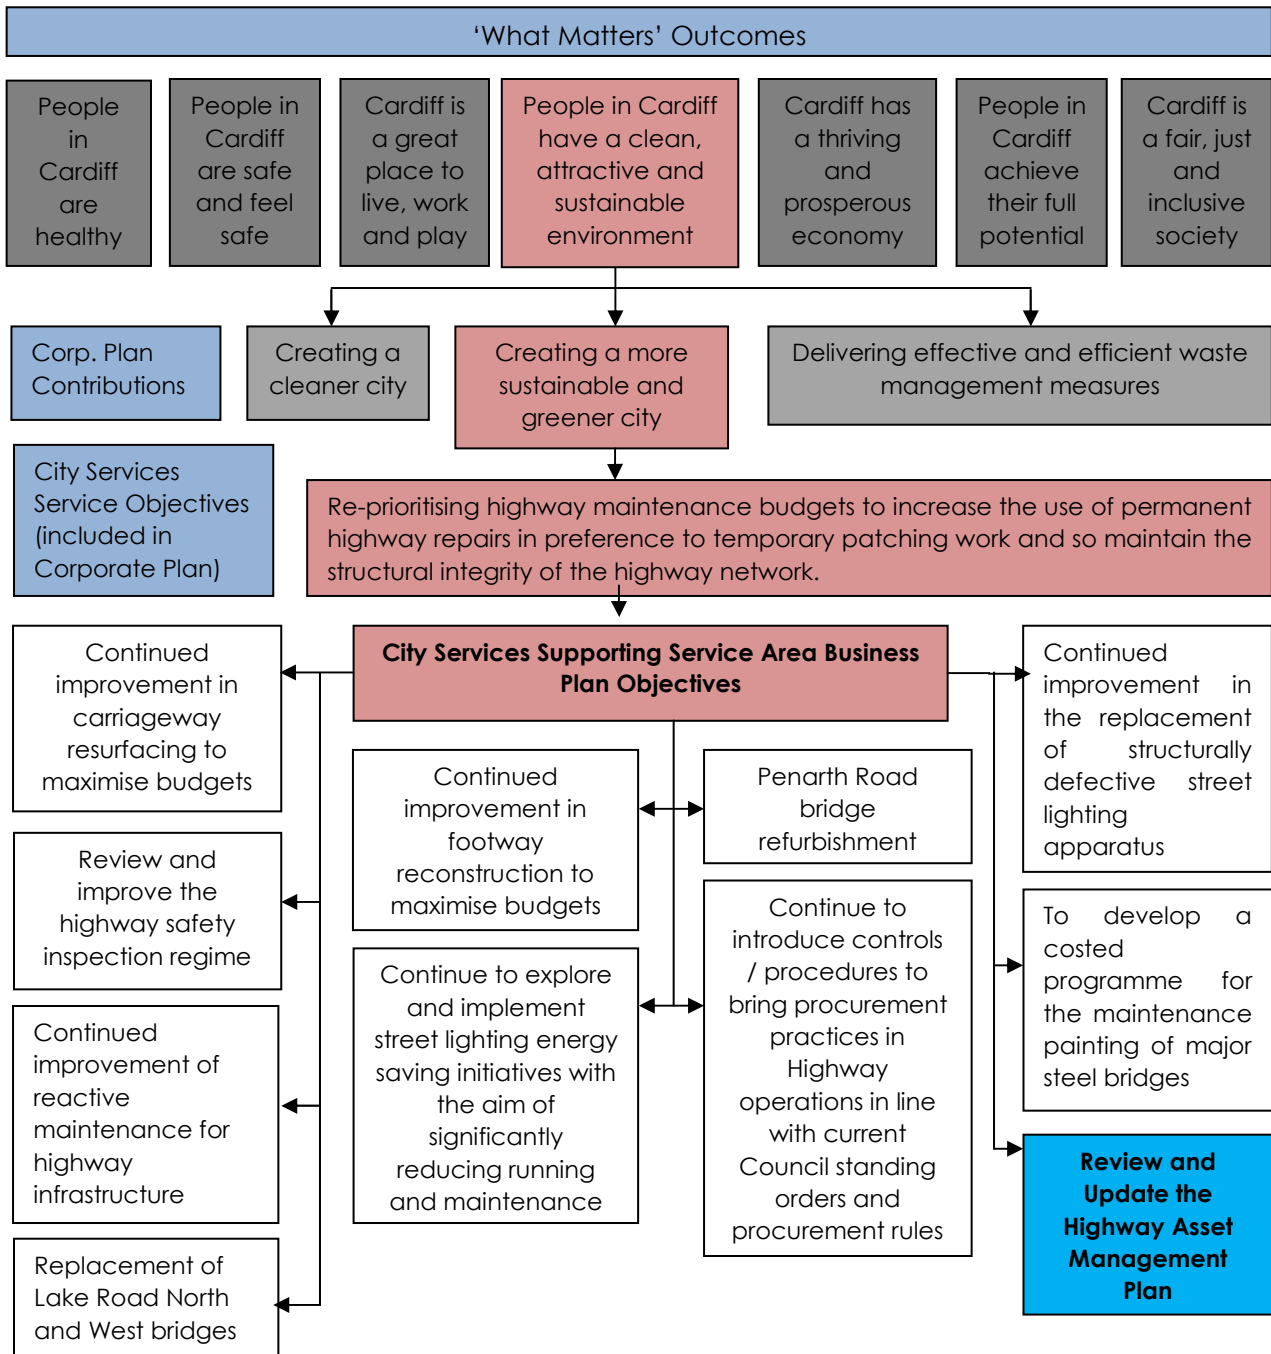 ‘What Matters’ Outcomes
People
in
Cardiff
are
healthy
People in
Cardiff
are safe
and feel
safe
Cardiff is
a great
place to
live, work
and play
People in Cardiff
have a clean,
attractive and
sustainable
environment
Cardiff has
a thriving
and
prosperous
economy
People in
Cardiff
achieve
their full
potential
Cardiff is
a fair, just
and
inclusive
society
Corp. Plan
Contributions
Creating a
cleaner city
Creating a more
sustainable and
greener city
Delivering effective and efficient waste
management measures
City Services
Service Objectives
(included in
Corporate Plan)
Re-prioritising highway maintenance budgets to increase the use of permanent
highway repairs in preference to temporary patching work and so maintain the
structural integrity of the highway network.
City Services Supporting Service Area Business
Plan Objectives
Continued
improvement in
carriageway
resurfacing to
maximise budgets
Review and
improve the
highway safety
inspection regime
Continued
improvement of
reactive
maintenance for
highway
infrastructure
Replacement of
Lake Road North
and West bridges
Continued
improvement in
footway
reconstruction to
maximise budgets
Continue to explore
and implement
street lighting energy
saving initiatives with
the aim of
significantly
reducing running
and maintenance
Penarth Road
bridge
refurbishment
Continue to
introduce controls
/ procedures to
bring procurement
practices in
Highway
operations in line
with current
Council standing
orders and
procurement rules
Continued
improvement in
the replacement
of structurally
defective street
lighting
apparatus
To develop a
costed
programme for
the maintenance
painting of major
steel bridges
Review and
Update the
Highway Asset
Management
Plan